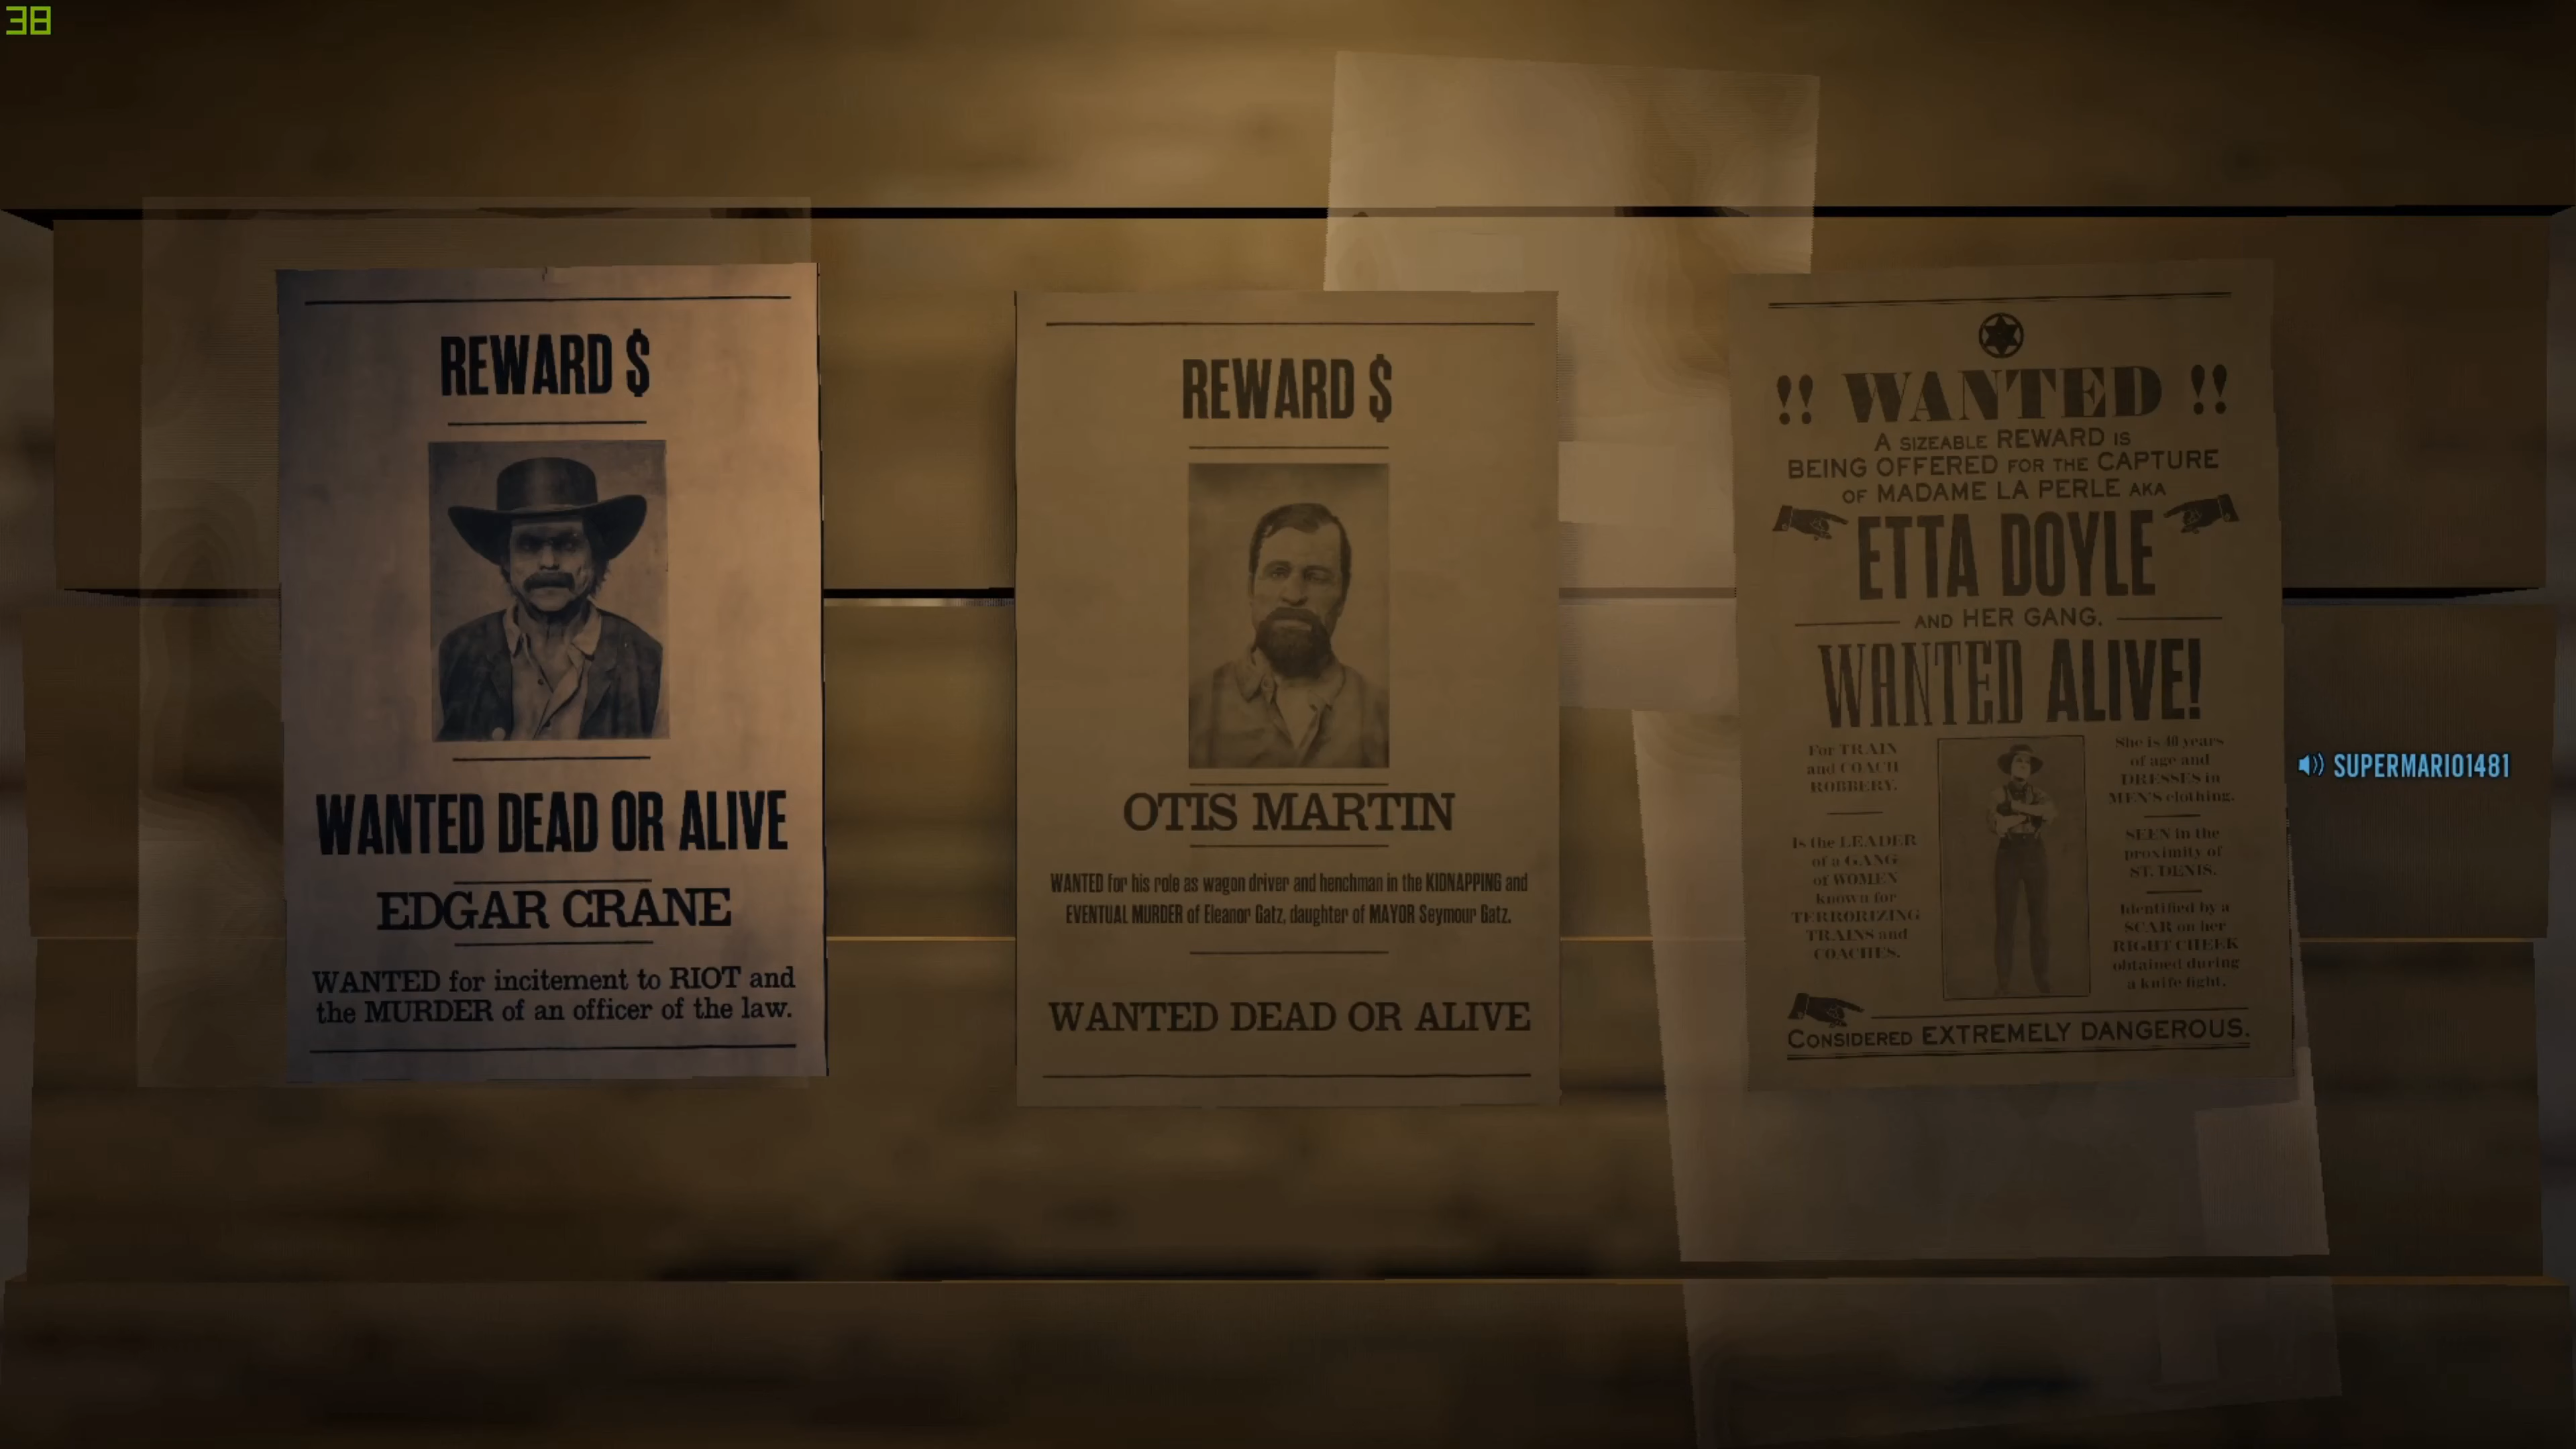 38
REWARD $
WANTED DEAD OR ALIVE
EDGAR CRANE
WANTED for incitement to RIOT and
the MURDER of an officer of the law.
REWARD $
OTIS MARTIN
WANTED for his role as wagon driver and henchman in the KIDNAPPING and
EVENTUAL MURDER of Eleanor Gatz, daughter of MAYOR Seymour Gatz.
WANTED DEAD OR ALIVE
!! WANTED !!
A SIZEABLE REWARD IS
BEING OFFERED FOR THE CAPTURE
OF MADAME LA PERLE AKA
ETTA DOYLE
AND HER GANG.
WANTED ALIVE!
For TRAIN
and COACH
ROBBERY.
Is the LEADER
of a GANG
of WOMEN
known for
TERRORIZING
TRAINS and
COACHES.
She is 40 years
of age and
DRESSES in
MEN'S clothing.
SEEN in the
proximity of
ST. DENIS.
Identified by a
SCAR on her
RIGHT CHEEK
obtained during
a knife fight.
CONSIDERED EXTREMELY DANGEROUS.
SUPERMARIO1481